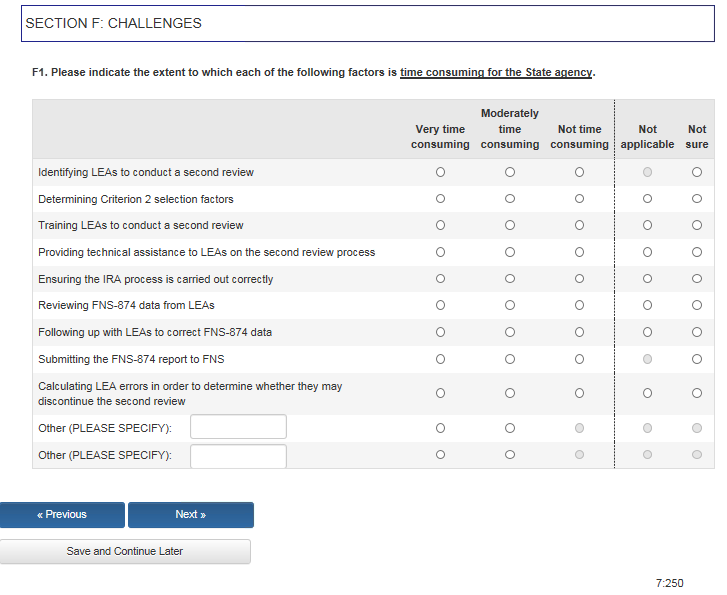 SECTION F: CHALLENGES
F1. Please indicate the extent to which each of the following factors is time consuming for the State agency.
Very time consuming
Moderately time consuming
Not time consuming
Not applicable
Not sure
Identifying LEAs to conduct a second review
Determining Criterion 2 selection factors
Training LEAs to conduct a second review
Providing technical assistance to LEAs on the second review process
Ensuring the IRA process is carried out correctly
Reviewing FNS-874 data from LEAs
Following up with LEAs to correct FNS-874 data
Submitting the FNS-874 report to FNS
Calculating LEA errors in order to determine whether they may
discontinue the second review
Other (PLEASE SPECIFY):
Other (PLEASE SPECIFY):
« Previous
Next »
Save and Continue Later
7:250